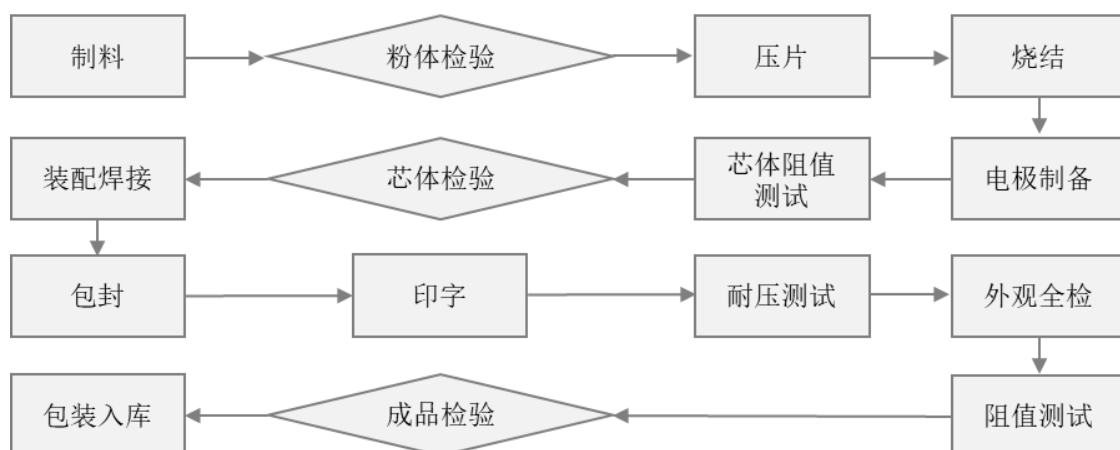 制料
粉体检验
压片
烧结
电极制备
芯体阻值
测试
芯体检验
装配焊接
包封
印字
耐压测试
外观全检
阻值测试
成品检验
包装入库